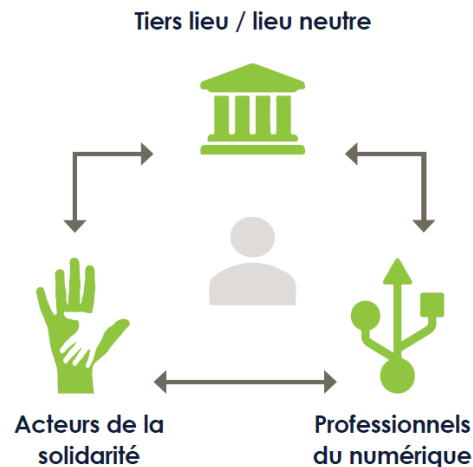 Tiers lieu / lieu neutre
Acteurs de la
solidarité
Professionnels
du numérique